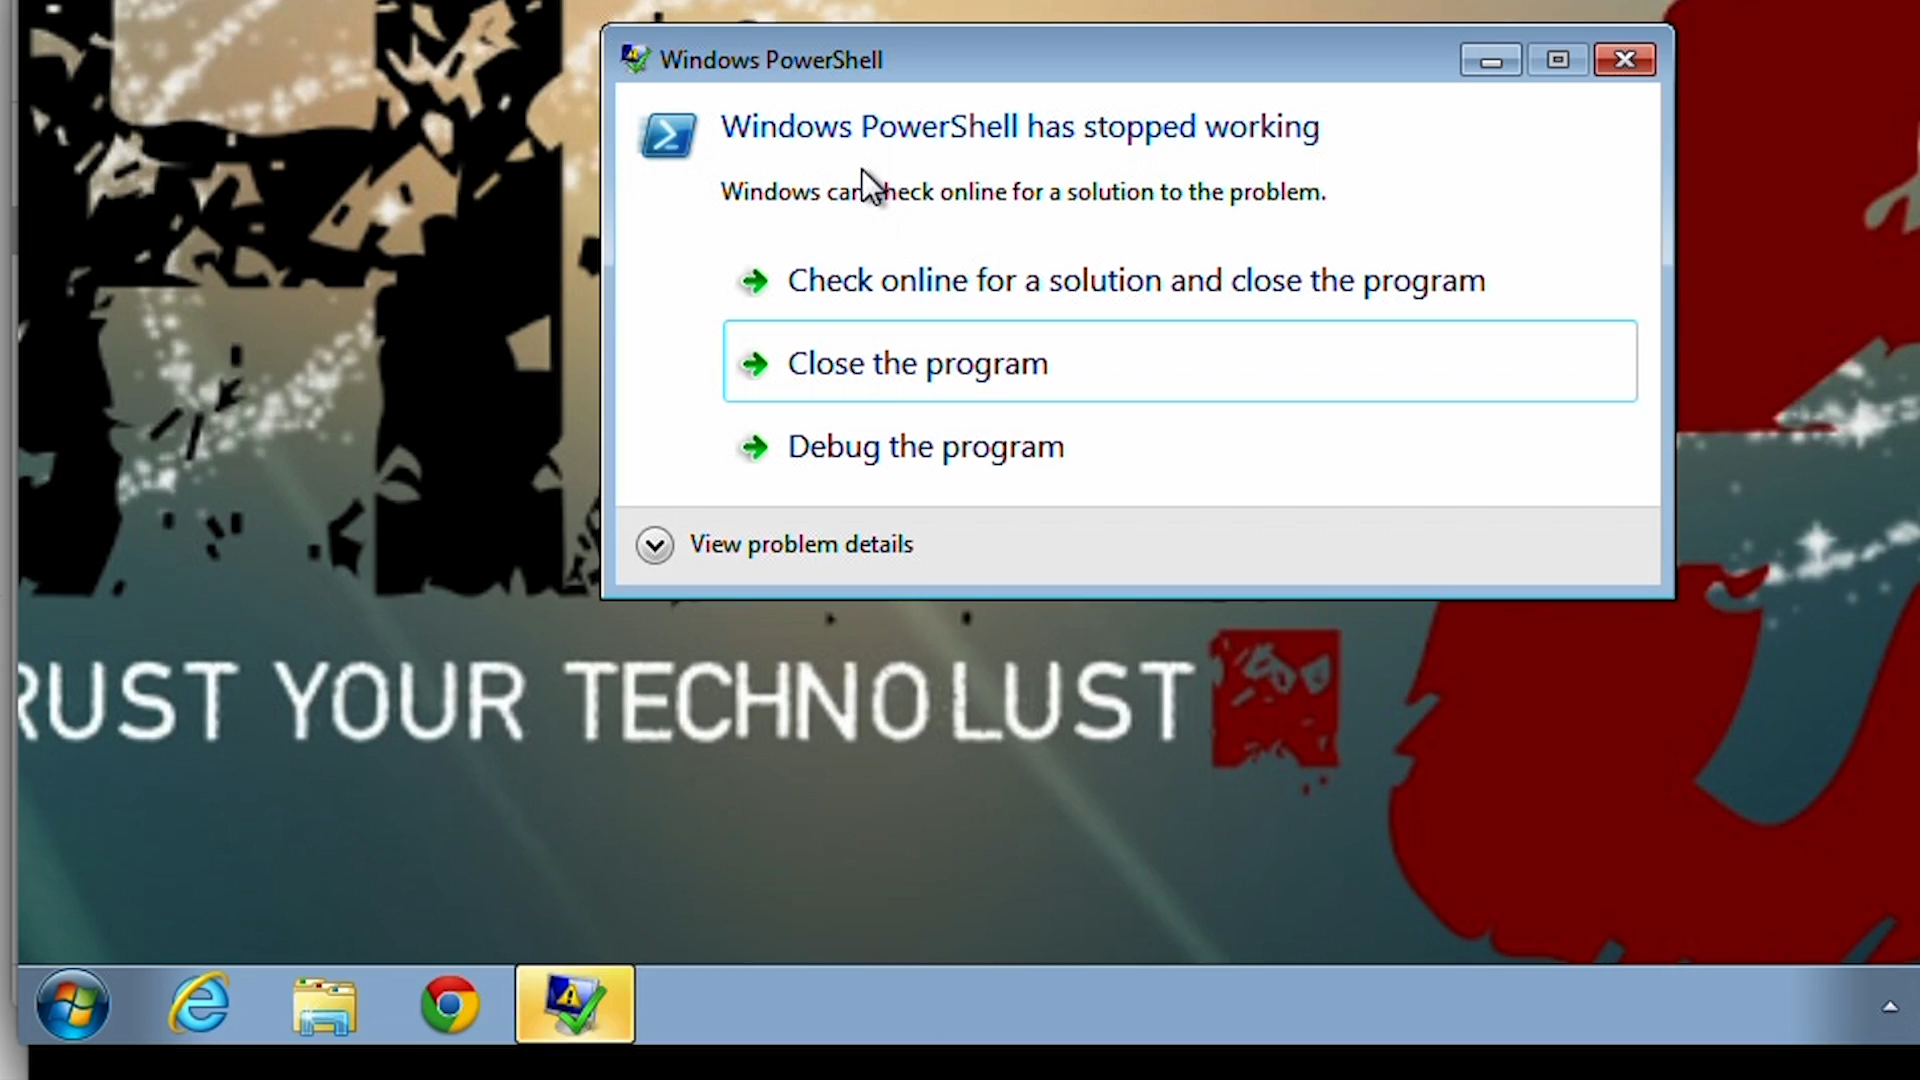 Windows PowerShell
Windows PowerShell has stopped working
Windows can check online for a solution to the problem.
Check online for a solution and close the program
Close the program
Debug the program
View problem details
RUST YOUR TECHNOLUST